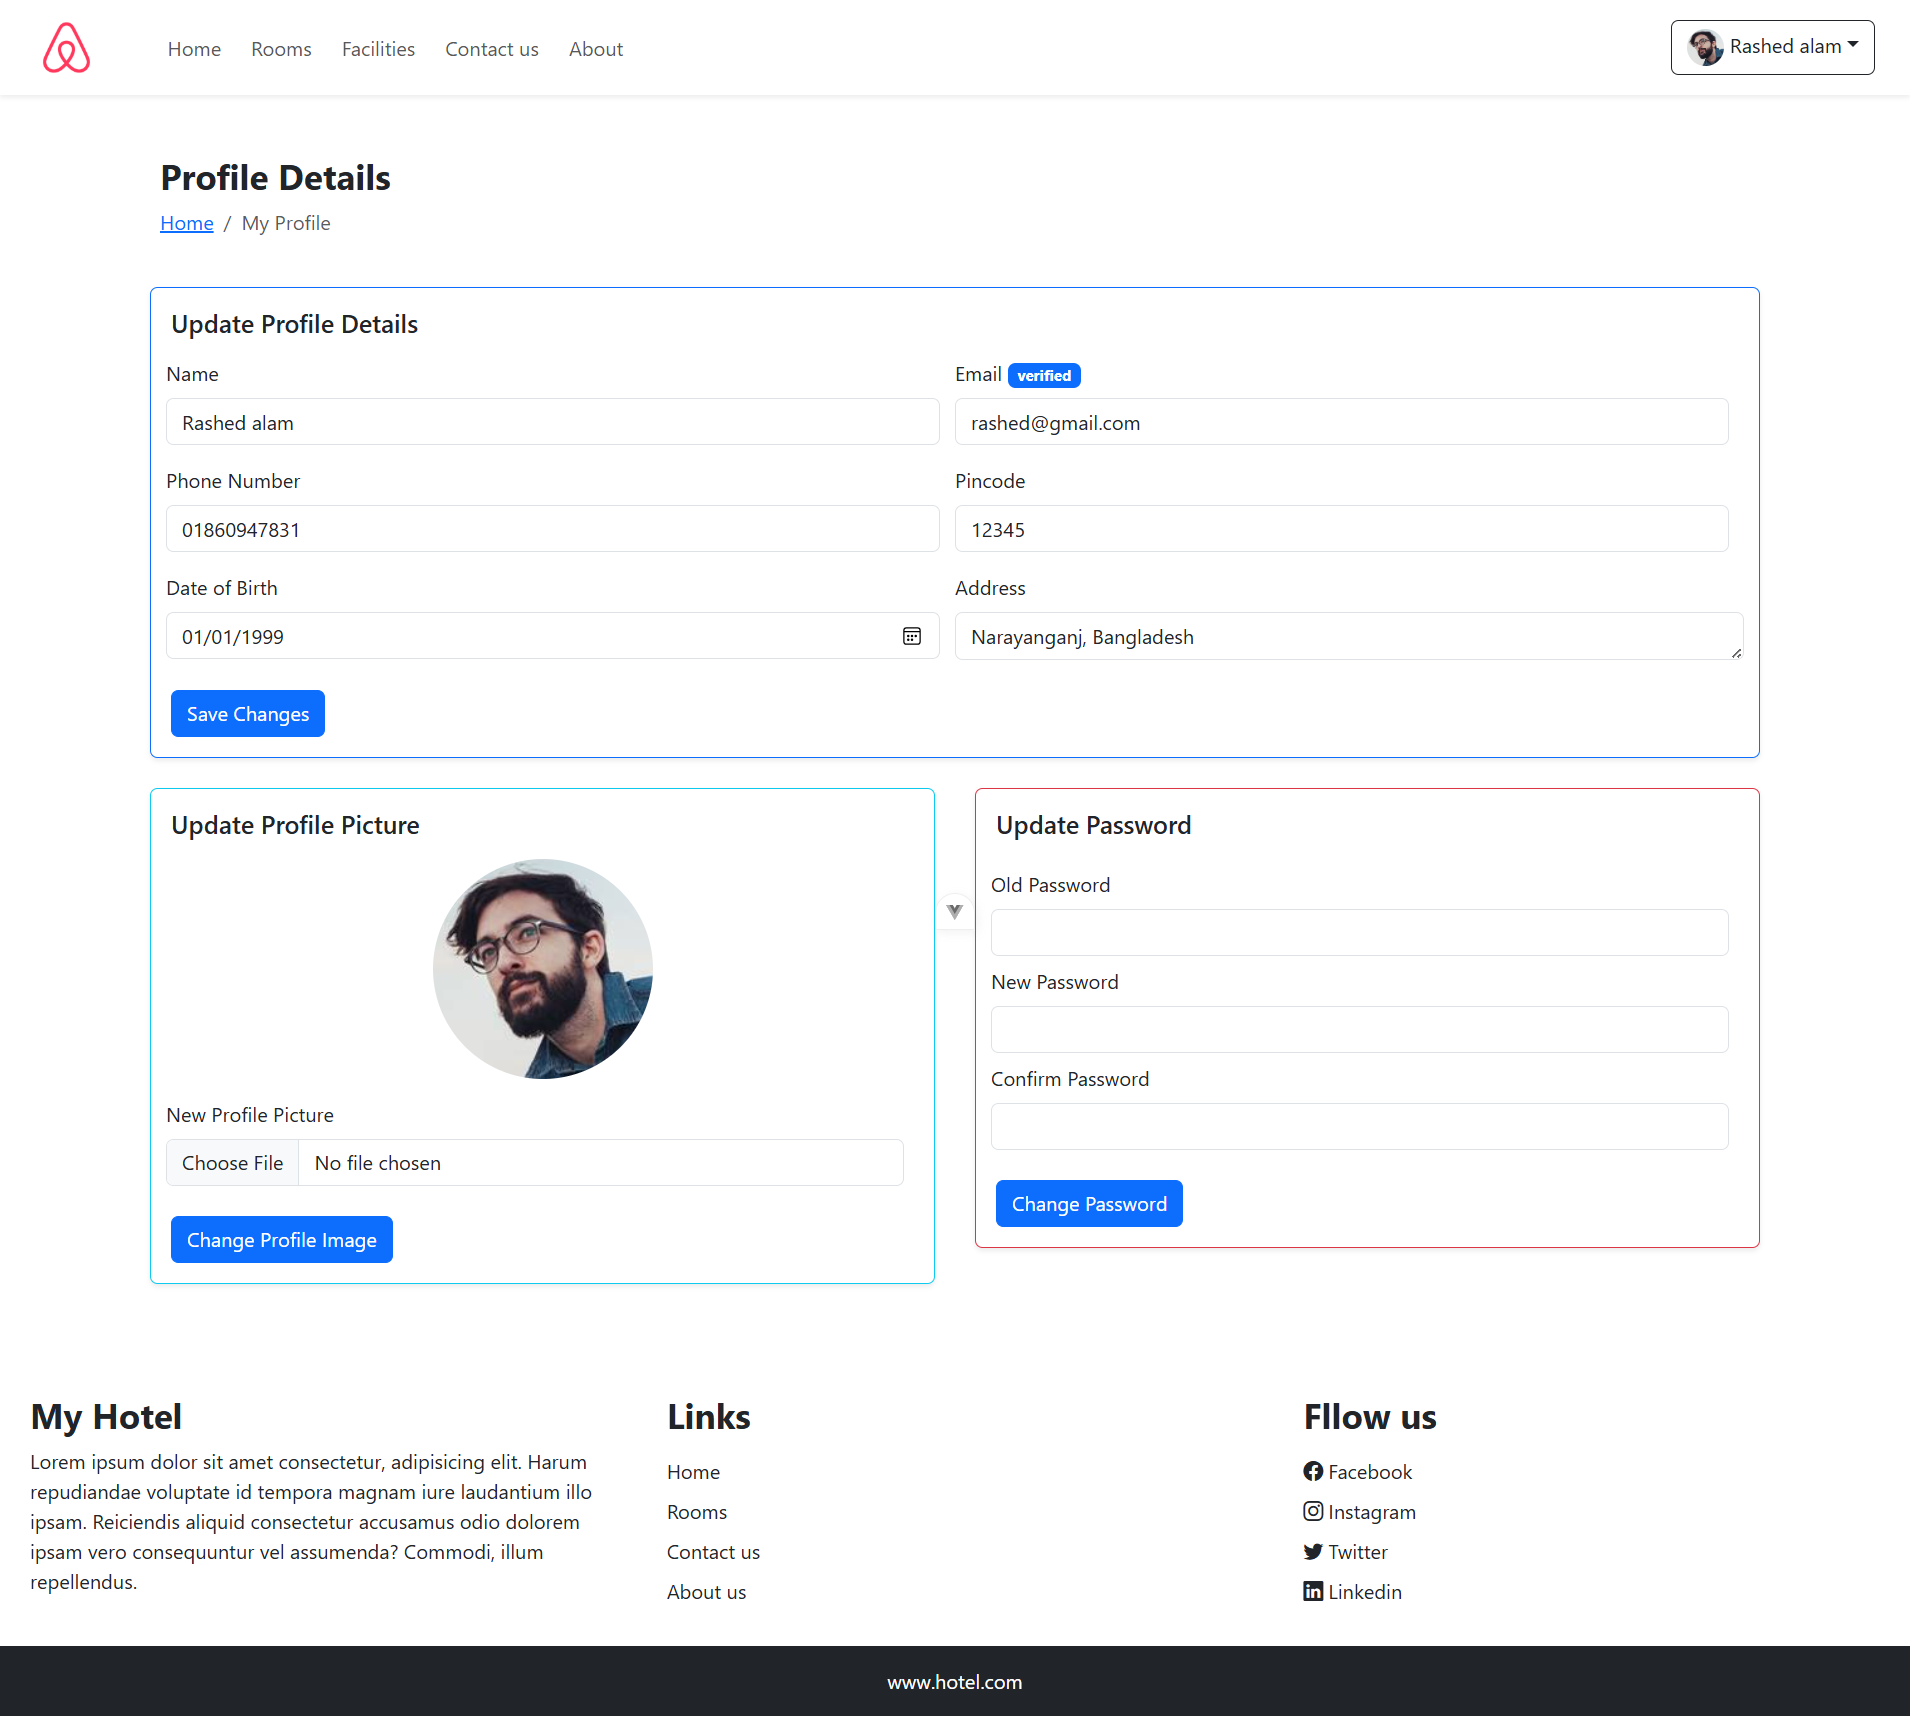 Home Rooms Facilities Contact us About Rashed alam
Profile Details
Home / My Profile
Update Profile Details
Name
Rashed alam
Email verified
rashed@gmail.com
Phone Number
01860947831
Pincode
12345
Date of Birth
01/01/1999
Address
Narayanganj, Bangladesh
Save Changes
Update Profile Picture
New Profile Picture
Choose File No file chosen
Change Profile Image
Update Password
Old Password
New Password
Confirm Password
Change Password
My Hotel
Lorem ipsum dolor sit amet consectetur, adipisicing elit. Harum
repudiandae voluptate id tempora magnam iure laudantium illo
ipsam. Reiciendis aliquid consectetur accusamus odio dolorem
ipsam vero consequuntur vel assumenda? Commodi, illum
repellendus.
Links
Home
Rooms
Contact us
About us
Fllow us
Facebook
Instagram
Twitter
Linkedin
www.hotel.com